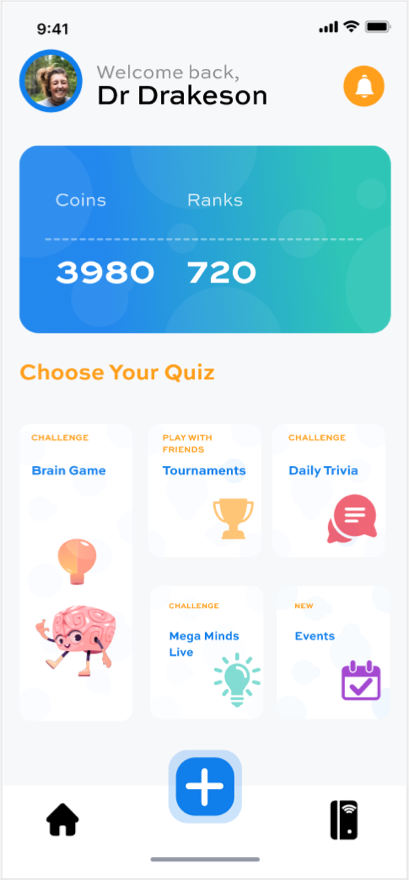 9:41
Welcome back,
Dr Drakeson
Coins
Ranks
3980
720
Choose Your Quiz
CHALLENGE
Brain Game
PLAY WITH
FRIENDS
Tournaments
CHALLENGE
Daily Trivia
CHALLENGE
Mega Minds
Live
NEW
Events